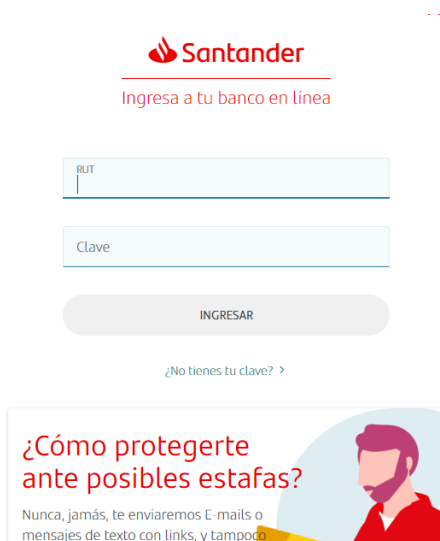 Santander
Ingresa a tu banco en línea
RUT
Clave
INGRESAR
¿No tienes tu clave? >
¿Cómo protegerte
ante posibles estafas?
Nunca, jamás, te enviaremos E-mails o
mensajes de texto con links, y tampoco